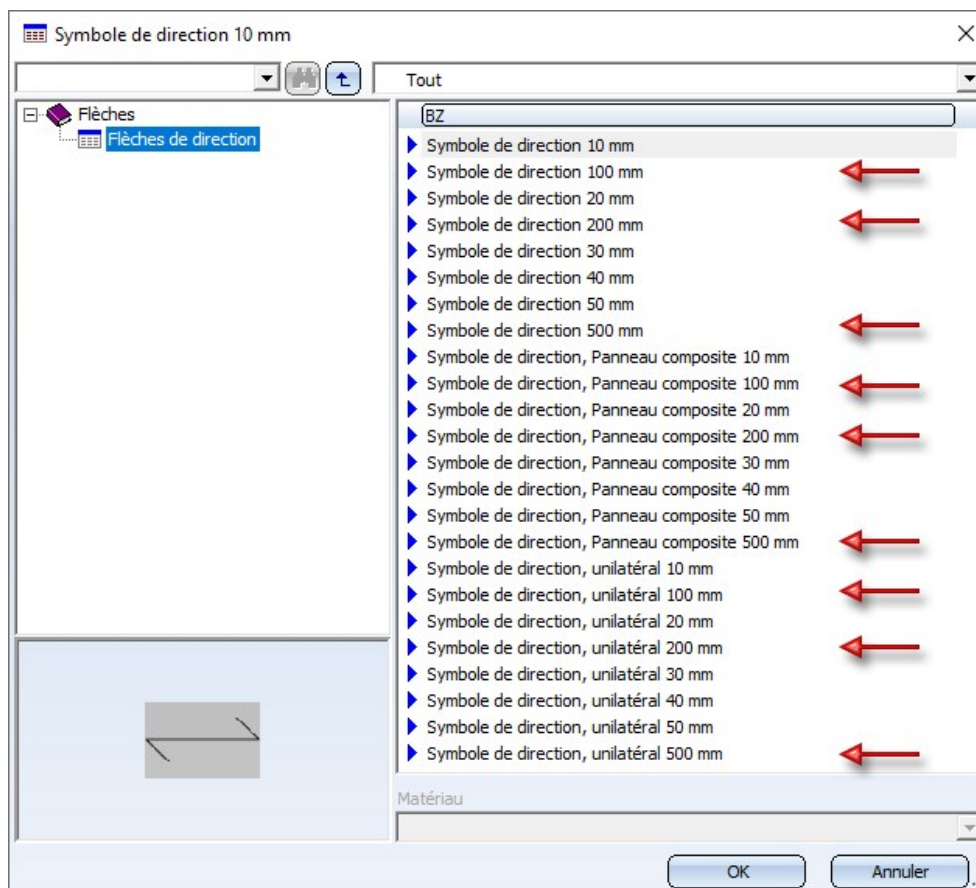 Symbole de direction 10 mm
Tout
Flèches
Flèches de direction
BZ
Symbole de direction 10 mm
Symbole de direction 100 mm
Symbole de direction 20 mm
Symbole de direction 200 mm
Symbole de direction 30 mm
Symbole de direction 40 mm
Symbole de direction 50 mm
Symbole de direction 500 mm
Symbole de direction, Panneau composite 10 mm
Symbole de direction, Panneau composite 100 mm
Symbole de direction, Panneau composite 20 mm
Symbole de direction, Panneau composite 200 mm
Symbole de direction, Panneau composite 30 mm
Symbole de direction, Panneau composite 40 mm
Symbole de direction, Panneau composite 50 mm
Symbole de direction, Panneau composite 500 mm
Symbole de direction, unilatéral 10 mm
Symbole de direction, unilatéral 100 mm
Symbole de direction, unilatéral 20 mm
Symbole de direction, unilatéral 200 mm
Symbole de direction, unilatéral 30 mm
Symbole de direction, unilatéral 40 mm
Symbole de direction, unilatéral 50 mm
Symbole de direction, unilatéral 500 mm
Matériau
OK
Annuler